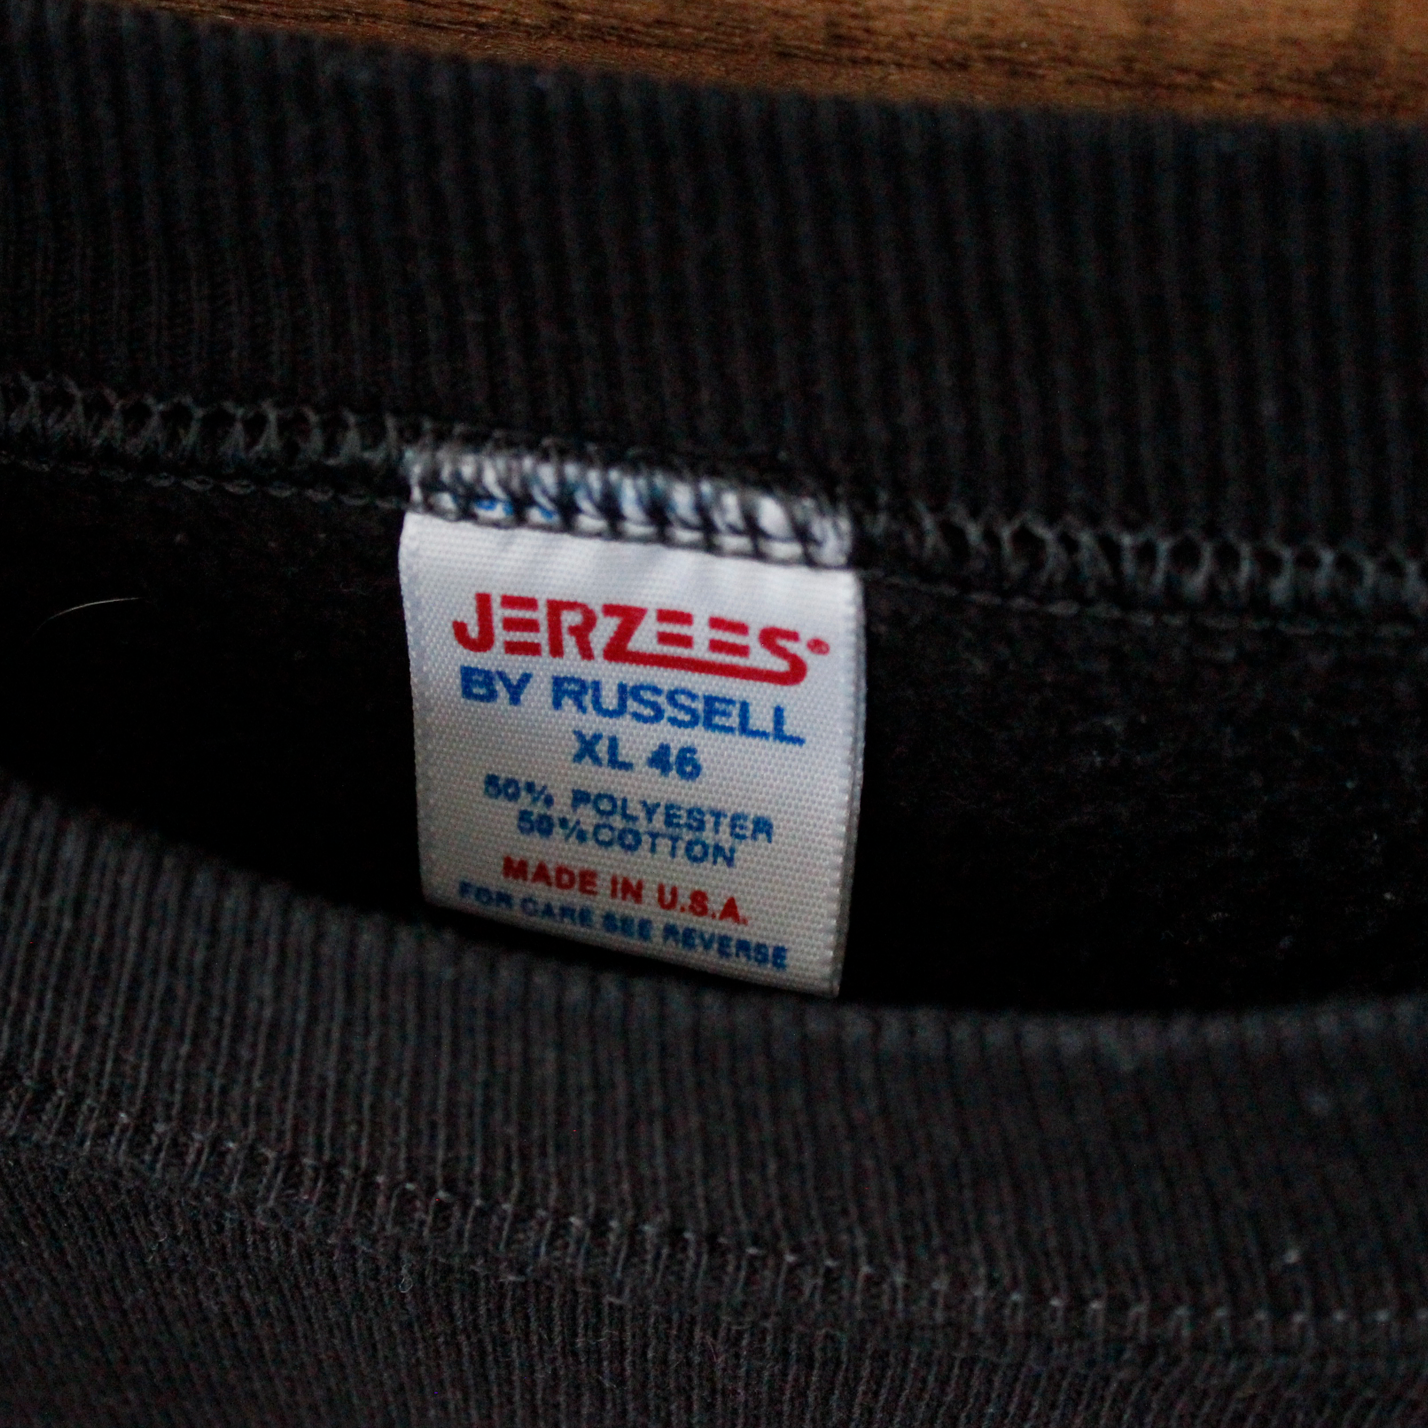 JERZEES®
BY RUSSELL
XL 46
50% POLYESTER
50% COTTON
MADE IN U.S.A.
FOR CARE SEE REVERSE